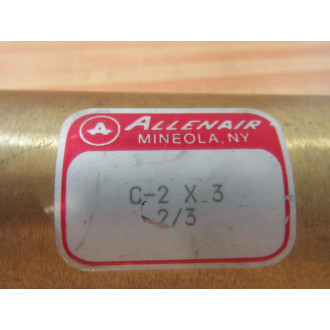 A ALLENAIR
MINEOLA, NY
C-2 X 3
2/3